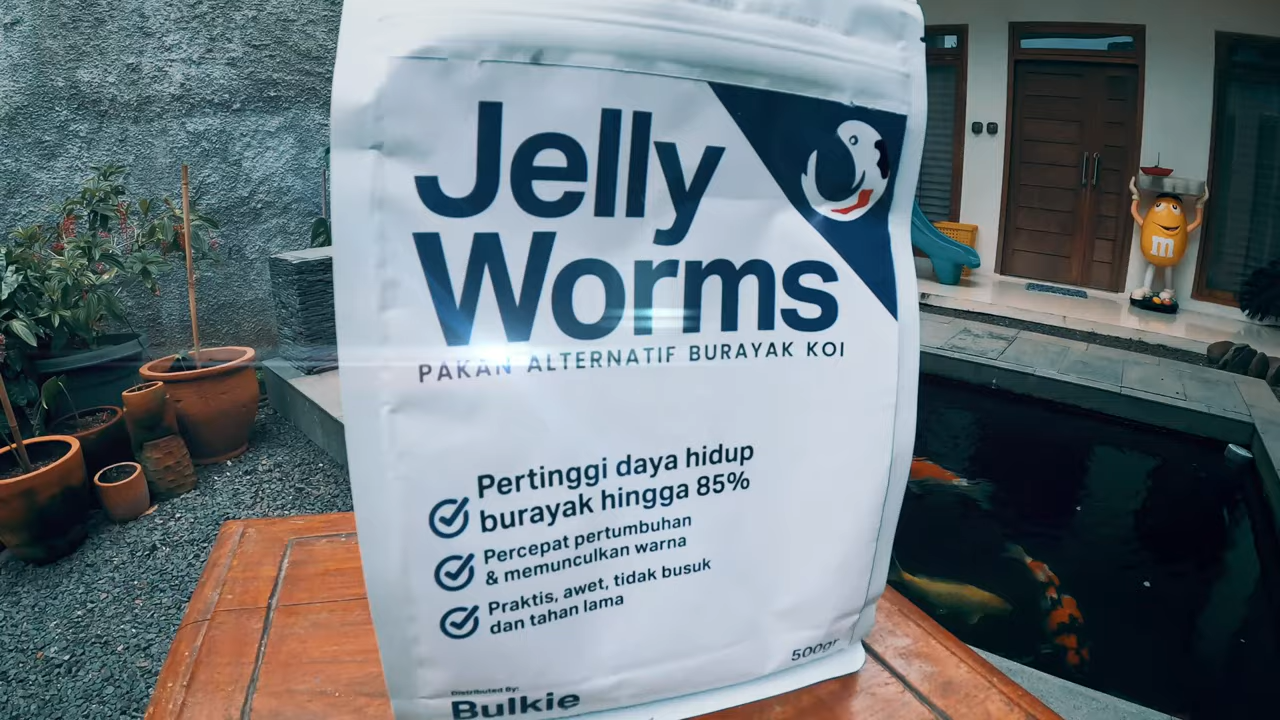 Jelly
Worms
PAKAN ALTERNATIF BURAYAK KOI
Pertinggi daya hidup
burayak hingga 85%
Percepat pertumbuhan
& memunculkan warna
Praktis, awet, tidak busuk
dan tahan lama
500gr
Distributed By:
Bulkie
m